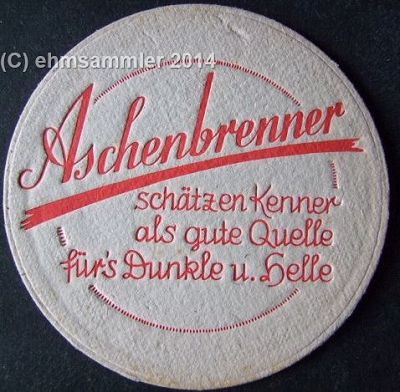 (C) ehmsammler 2014
Aschenbrenner
schätzen Kenner
als gute Quelle
für's Dunkle u. Helle